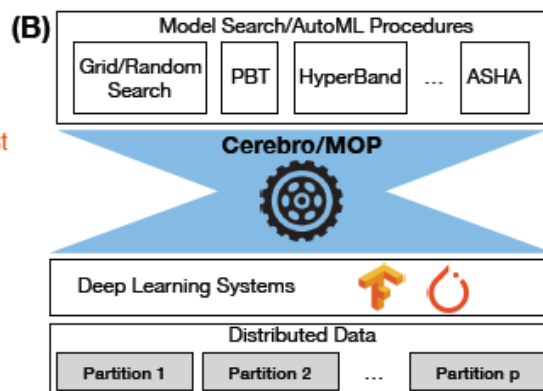 (B)
Model Search/AutoML Procedures
Grid/Random
Search
PBT
HyperBand
...
ASHA
st
Cerebro/MOP
Deep Learning Systems
Distributed Data
Partition 1
Partition 2
...
Partition p